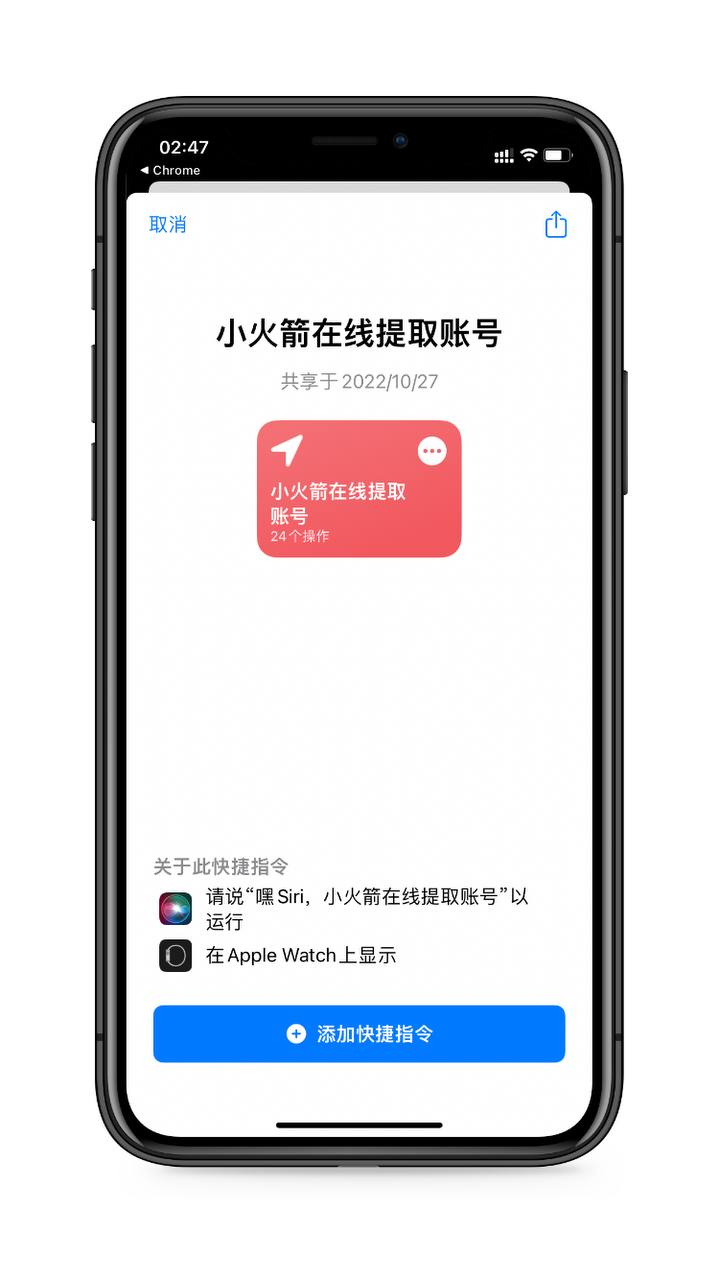 02:47
◀ Chrome
取消
小火箭在线提取账号
共享于 2022/10/27
小火箭在线提取
账号
24个操作
关于此快捷指令
请说“嘿 Siri，小火箭在线提取账号”以
运行
在 Apple Watch 上显示
添加快捷指令